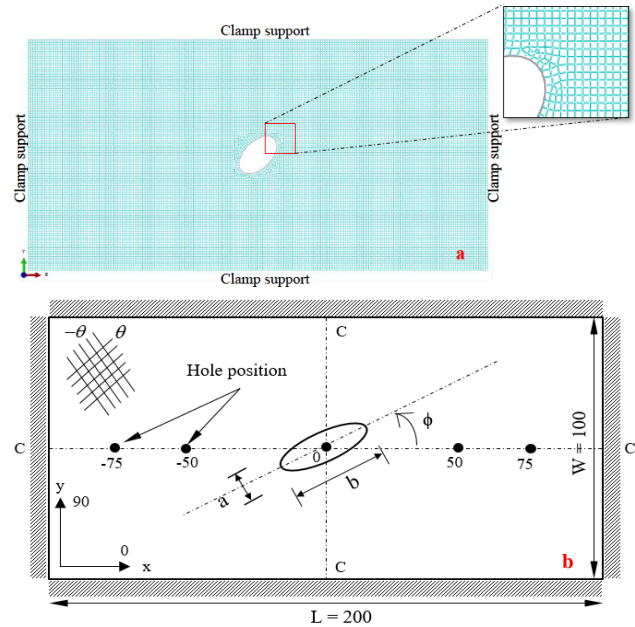 Clamp support
Clamp support
Clamp support
a
Clamp support
−θ θ
C
Hole position
ϕ
C
C
-75
-50
0
50
75
W = 100
y
90
a
b
0
x
C
b
L = 200